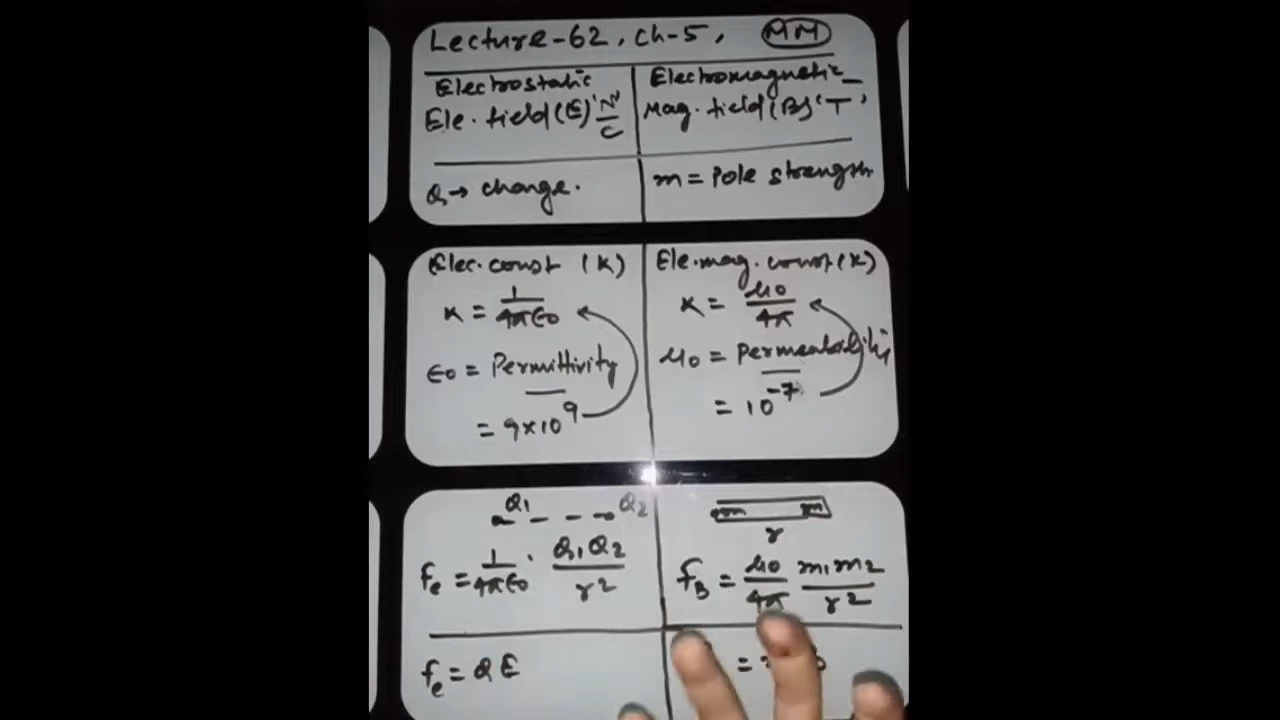 Lecture-62, ch-5, MM
Electrostatic
Ele. field (E) 'N/C'
Electromagnetic
Mag. field (B) 'T'
Q → charge.
m = Pole strength
Elec. const (K)
K = 1/4πϵ0
ϵ0 = Permittivity
= 9×10^9
Ele. mag. const (K)
K = μ0/4π
μ0 = Permeability
= 10^-7
Q1 Q2
fe = 1/4πϵ0 . Q1Q2/r2
r
fB = μ0/4π m1m2/r2
fe = QE
=